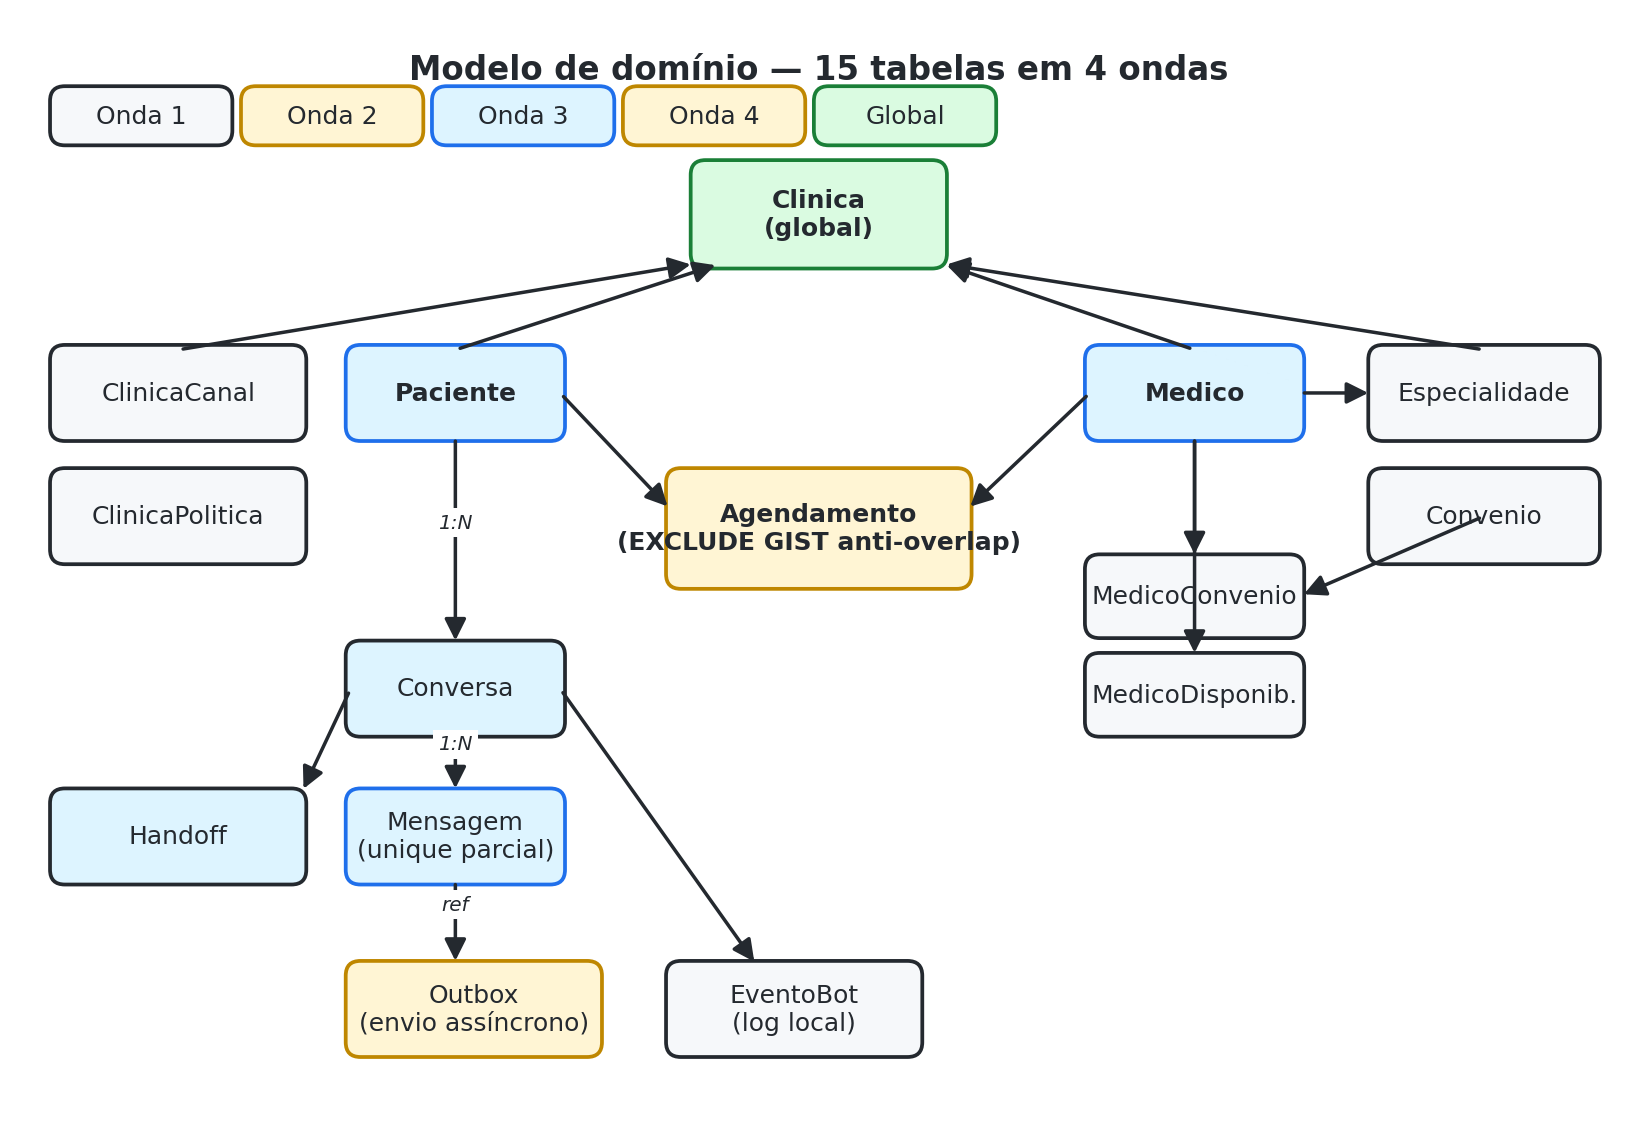 Modelo de domínio — 15 tabelas em 4 ondas
Onda 1
Onda 2
Onda 3
Onda 4
Global
Clinica
(global)
ClinicaCanal
Paciente
Medico
Especialidade
ClinicaPolitica
1:N
Agendamento
(EXCLUDE GIST anti-overlap)
Convenio
MedicoConvenio
Conversa
MedicoDisponib.
1:N
Handoff
Mensagem
(unique parcial)
ref
Outbox
(envio assíncrono)
EventoBot
(log local)